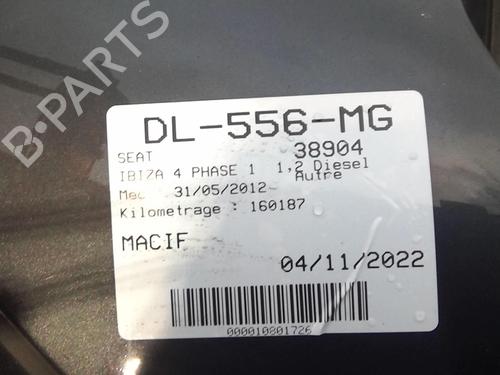 B-PARTS
DL-556-MG
SEAT 38904
IBIZA 4 PHASE 1 1,2 Diesel
Autre
Mec 31/05/2012
Kilometrage : 160187
MACIF
04/11/2022
000010801726